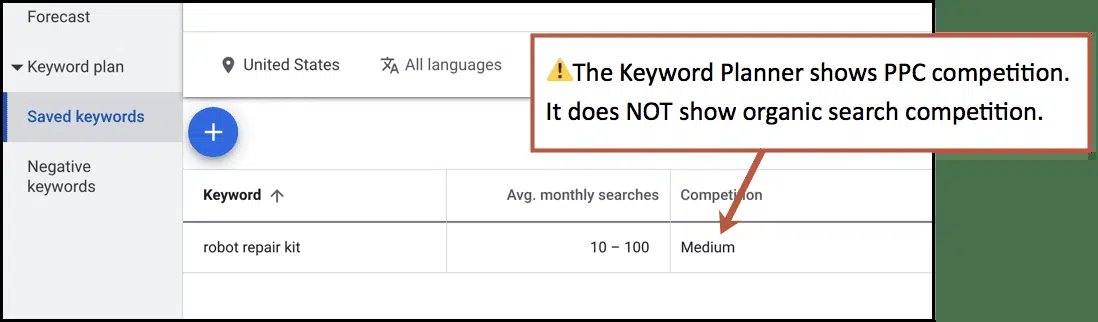 Forecast
Keyword plan
Saved keywords
Negative
keywords
United States
All languages
⚠️The Keyword Planner shows PPC competition.
It does NOT show organic search competition.
+
Keyword ↑
Avg. monthly searches
Competition
robot repair kit
10 – 100
Medium